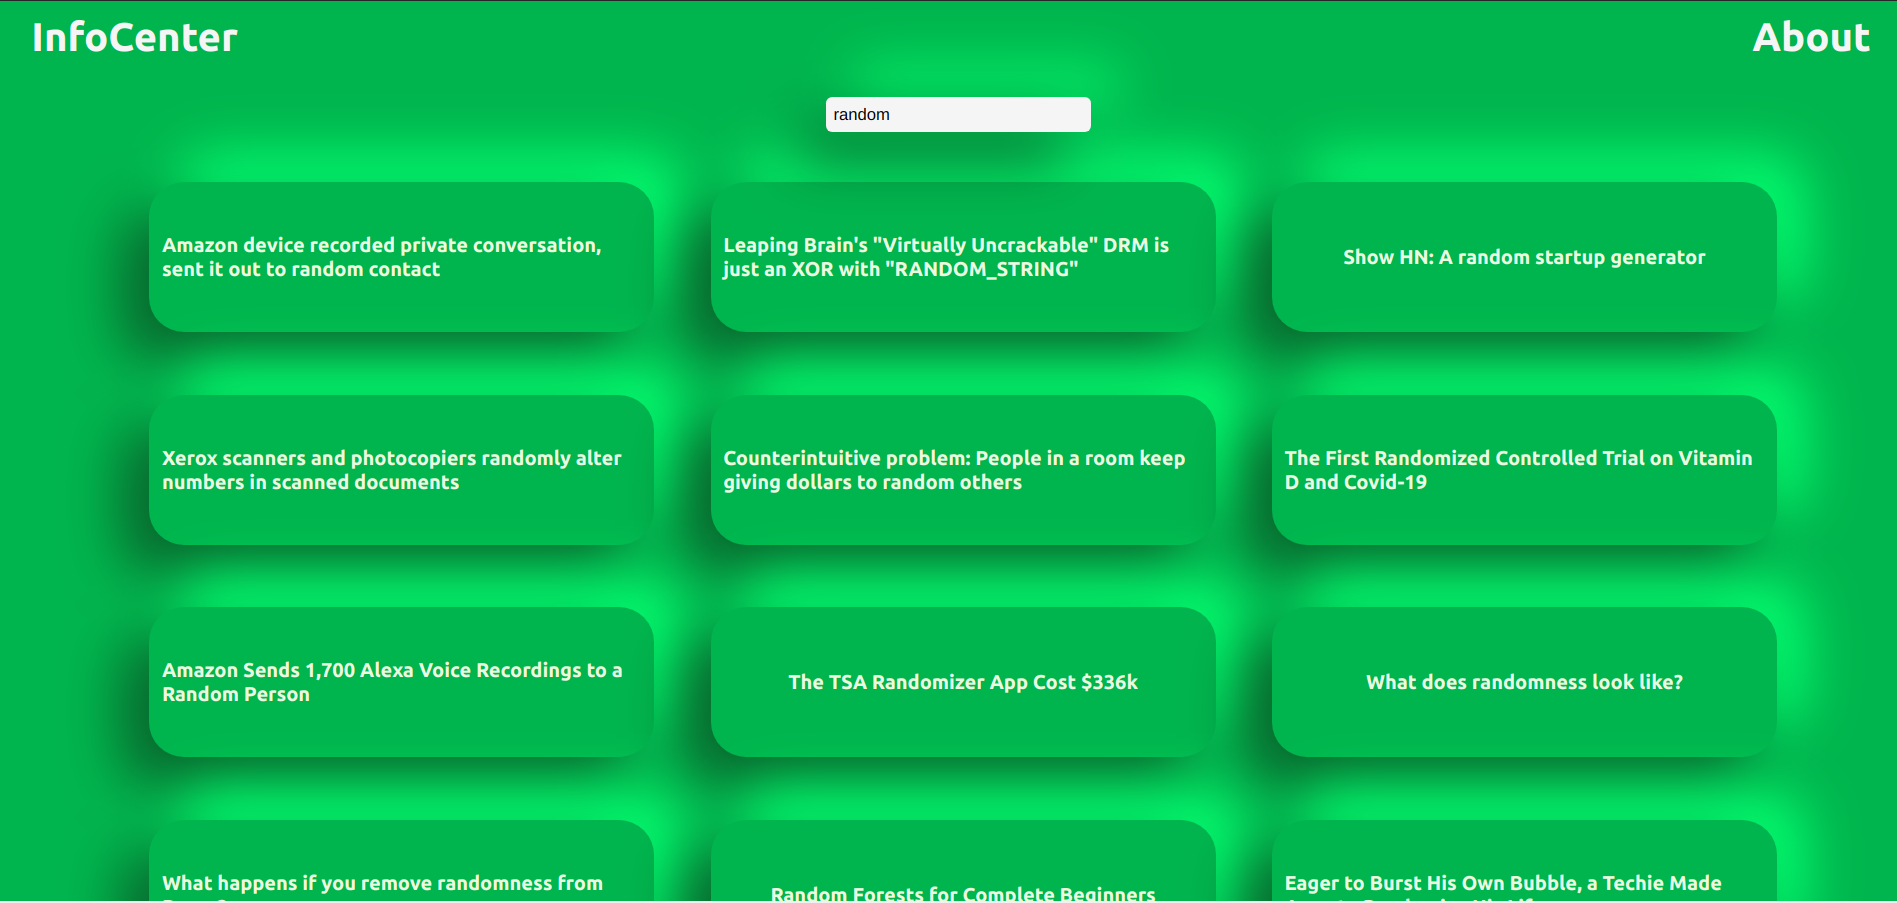 InfoCenter
About
random
Amazon device recorded private conversation,
sent it out to random contact
Leaping Brain's "Virtually Uncrackable" DRM is
just an XOR with "RANDOM_STRING"
Show HN: A random startup generator
Xerox scanners and photocopiers randomly alter
numbers in scanned documents
Counterintuitive problem: People in a room keep
giving dollars to random others
The First Randomized Controlled Trial on Vitamin
D and Covid-19
Amazon Sends 1,700 Alexa Voice Recordings to a
Random Person
The TSA Randomizer App Cost $336k
What does randomness look like?
What happens if you remove randomness from
Random Forests for Complete Beginners
Eager to Burst His Own Bubble, a Techie Made